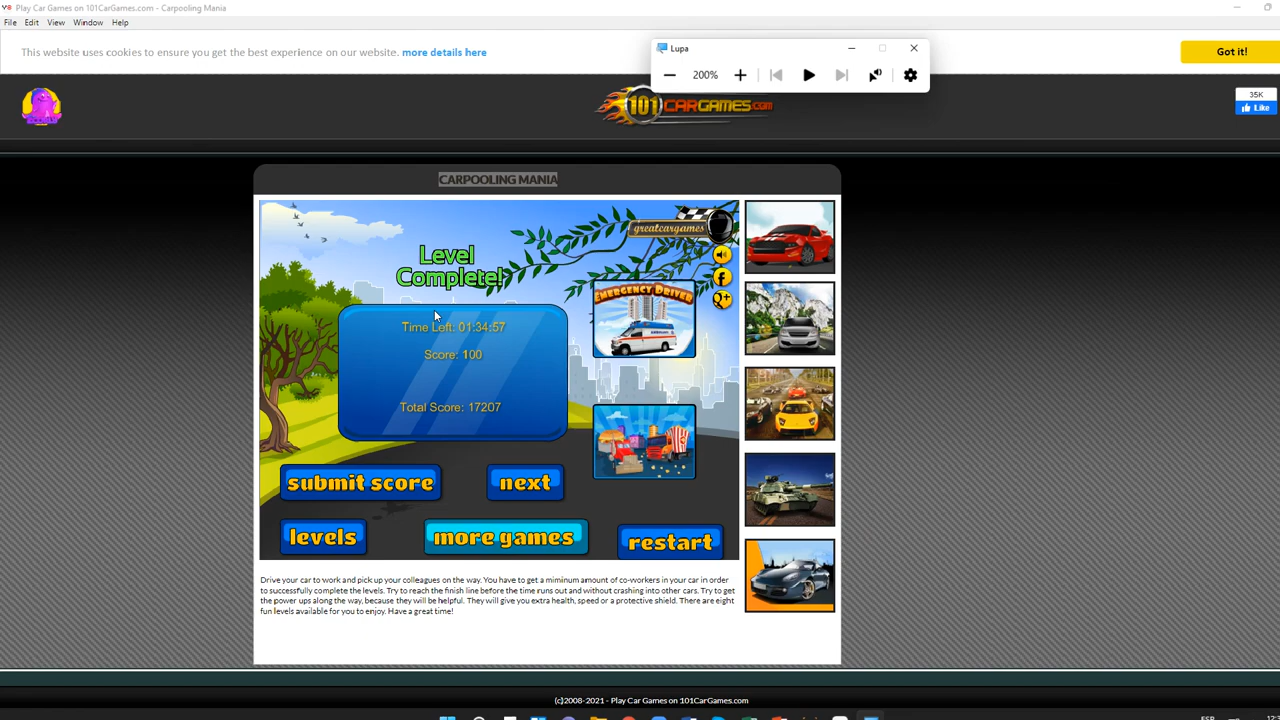 Play Car Games on 101CarGames.com - Carpooling Mania
File Edit View Window Help
This website uses cookies to ensure you get the best experience on our website. more details here
Got it!
Lupa
200%
101 CARGAMES.COM
35K
Like
CARPOOLING MANIA
greatcargames
Level
Complete!
EMERGENCY DRIVER
Time Left: 01:34:57
Score: 100
Total Score: 17207
submit score
next
levels
more games
restart
Drive your car to work and pick up your colleagues on the way. You have to get a miminum amount of co-workers in your car in order
to successfully complete the levels. Try to reach the finish line before the time runs out and without crashing into other cars. Try to get
the power ups along the way, because they will be helpful. They will give you extra health, speed or a protective shield. There are eight
fun levels available for you to enjoy. Have a great time!
(c)2008-2021 - Play Car Games on 101CarGames.com
ESP